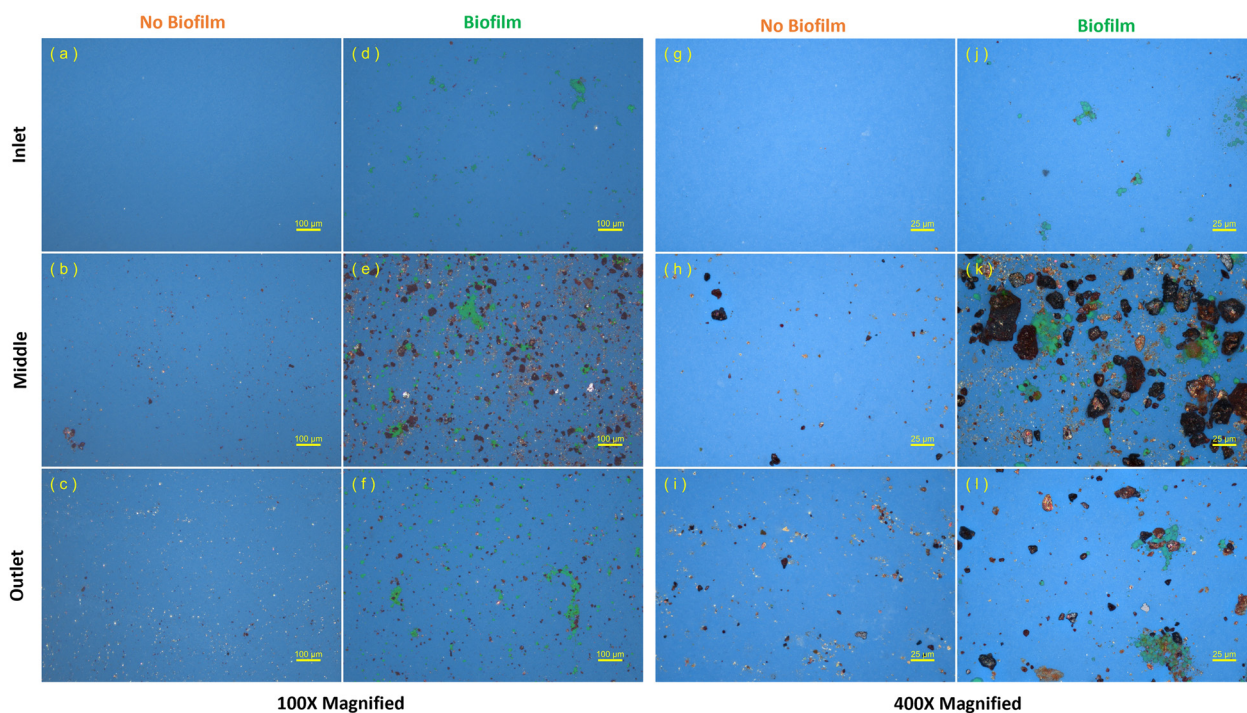 No Biofilm
Biofilm
No Biofilm
Biofilm
Inlet
( a )
100 µm
( d )
100 µm
( g )
25 µm
( j )
25 µm
Middle
( b )
100 µm
( e )
100 µm
( h )
25 µm
( k )
25 µm
Outlet
( c )
100 µm
( f )
100 µm
( i )
25 µm
( l )
25 µm
100X Magnified
400X Magnified